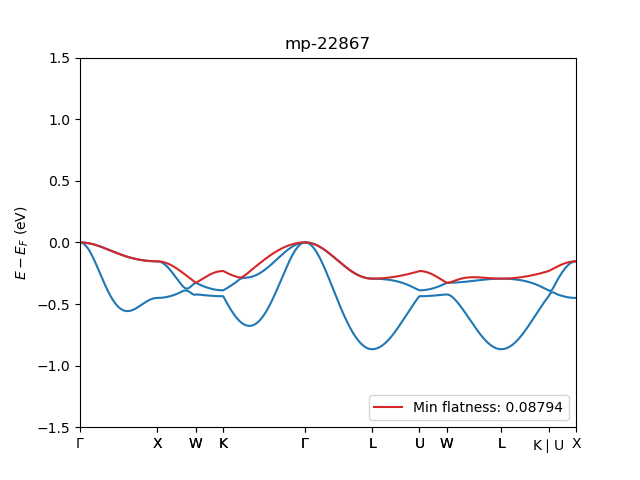 mp-22867
E − E_F (eV)
1.5
1.0
0.5
0.0
−0.5
−1.0
−1.5
Min flatness: 0.08794
Γ X W K Γ L U W L K | U X